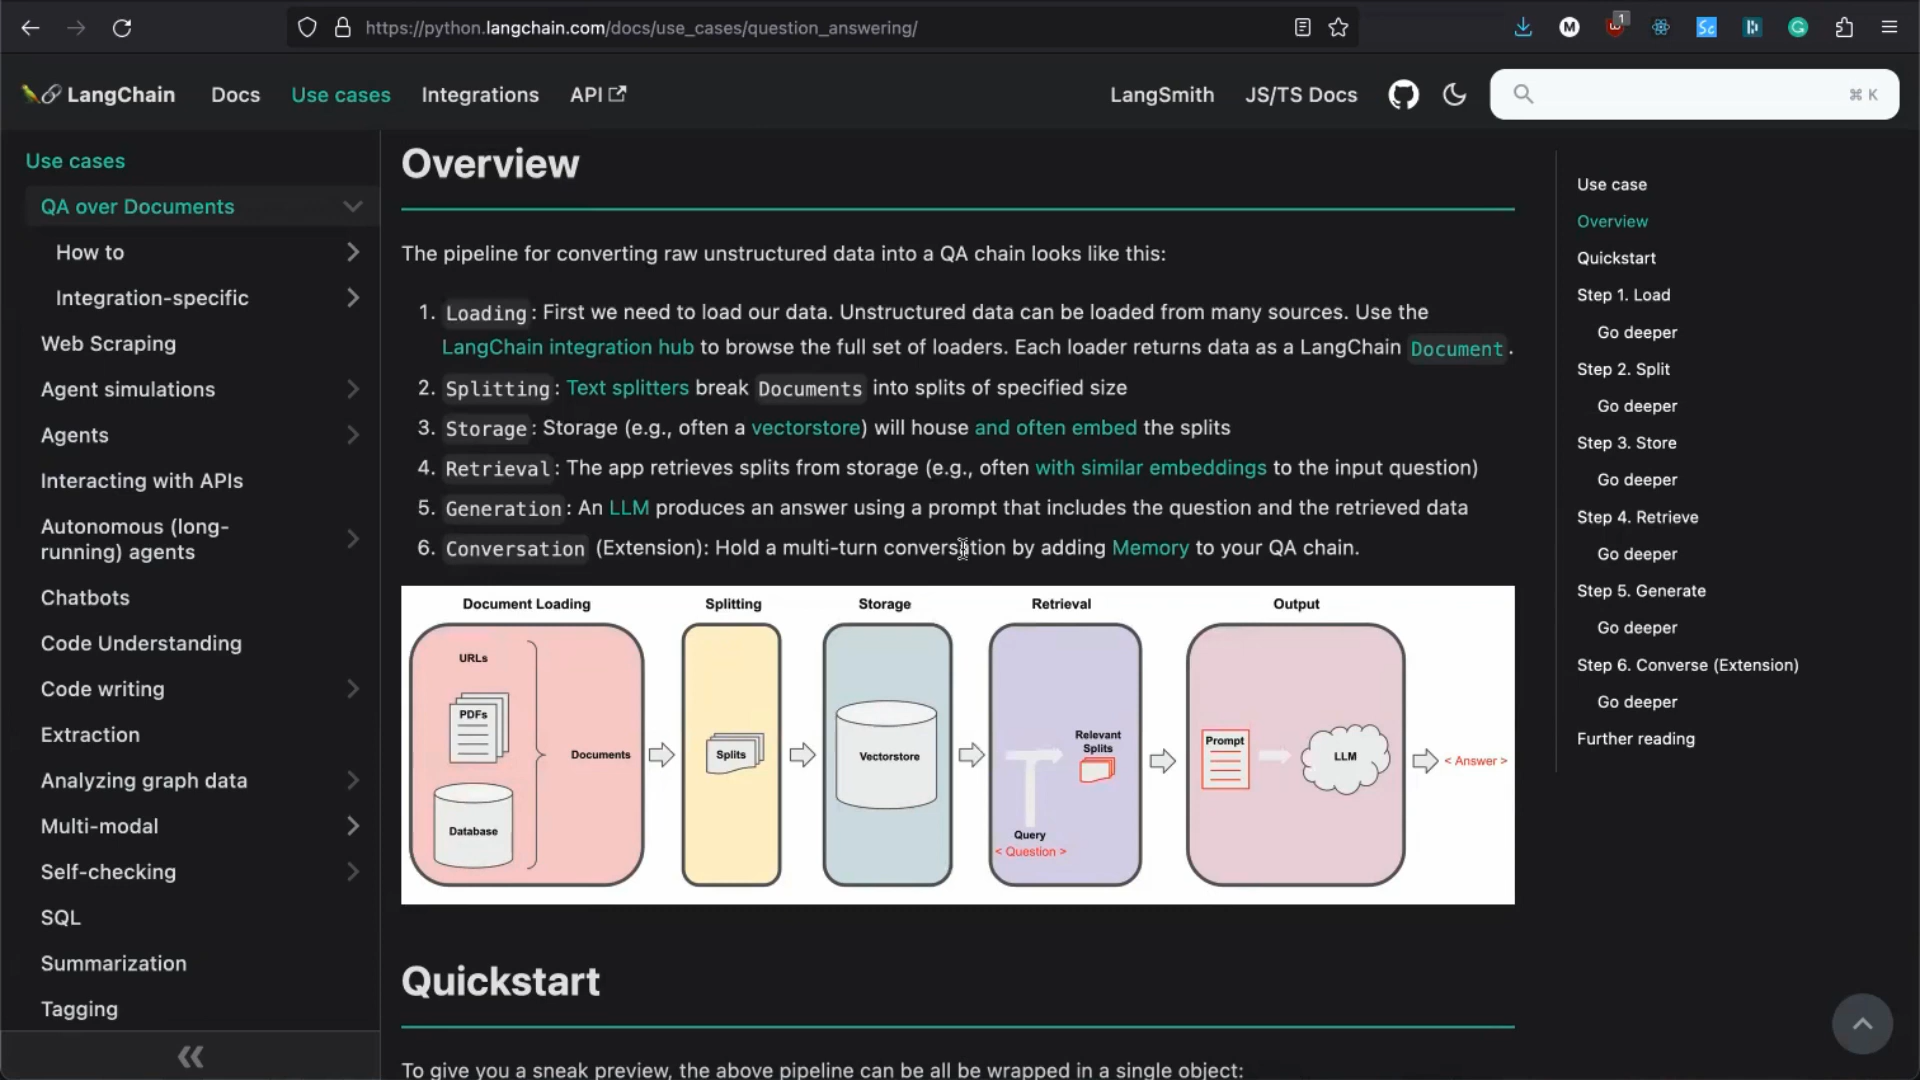 https://python.langchain.com/docs/use_cases/question_answering/
1
LangChain
Docs
Use cases
Integrations
API
LangSmith
JS/TS Docs
⌘ K
Use cases
QA over Documents
How to
Integration-specific
Web Scraping
Agent simulations
Agents
Interacting with APIs
Autonomous (long-
running) agents
Chatbots
Code Understanding
Code writing
Extraction
Analyzing graph data
Multi-modal
Self-checking
SQL
Summarization
Tagging
Overview
The pipeline for converting raw unstructured data into a QA chain looks like this:
1. Loading: First we need to load our data. Unstructured data can be loaded from many sources. Use the
LangChain integration hub to browse the full set of loaders. Each loader returns data as a LangChain Document.
2. Splitting: Text splitters break Documents into splits of specified size
3. Storage: Storage (e.g., often a vectorstore) will house and often embed the splits
4. Retrieval: The app retrieves splits from storage (e.g., often with similar embeddings to the input question)
5. Generation: An LLM produces an answer using a prompt that includes the question and the retrieved data
6. Conversation (Extension): Hold a multi-turn conversation by adding Memory to your QA chain.
Document Loading
Splitting
Storage
Retrieval
Output
URLs
PDFs
Database
Documents
Splits
Vectorstore
Relevant
Splits
Query
< Question >
Prompt
LLM
< Answer >
Quickstart
To give you a sneak preview, the above pipeline can be all be wrapped in a single object:
Use case
Overview
Quickstart
Step 1. Load
Go deeper
Step 2. Split
Go deeper
Step 3. Store
Go deeper
Step 4. Retrieve
Go deeper
Step 5. Generate
Go deeper
Step 6. Converse (Extension)
Go deeper
Further reading